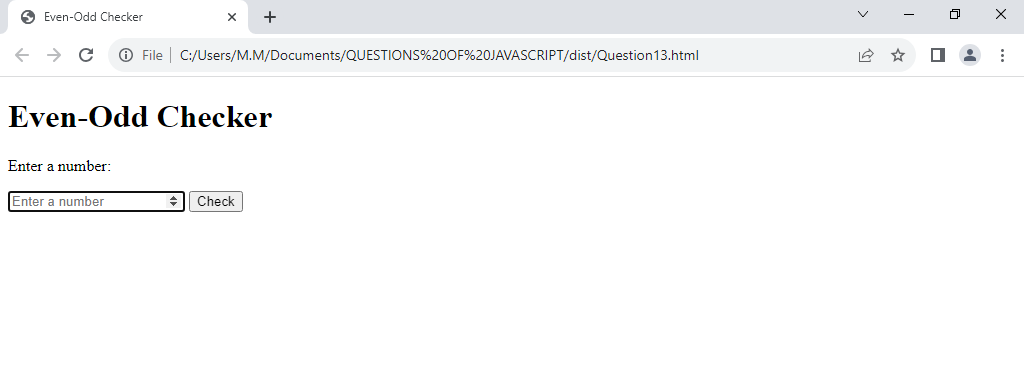 Even-Odd Checker
File C:/Users/M.M/Documents/QUESTIONS%20OF%20JAVASCRIPT/dist/Question13.html
Even-Odd Checker
Enter a number:
Enter a number Check